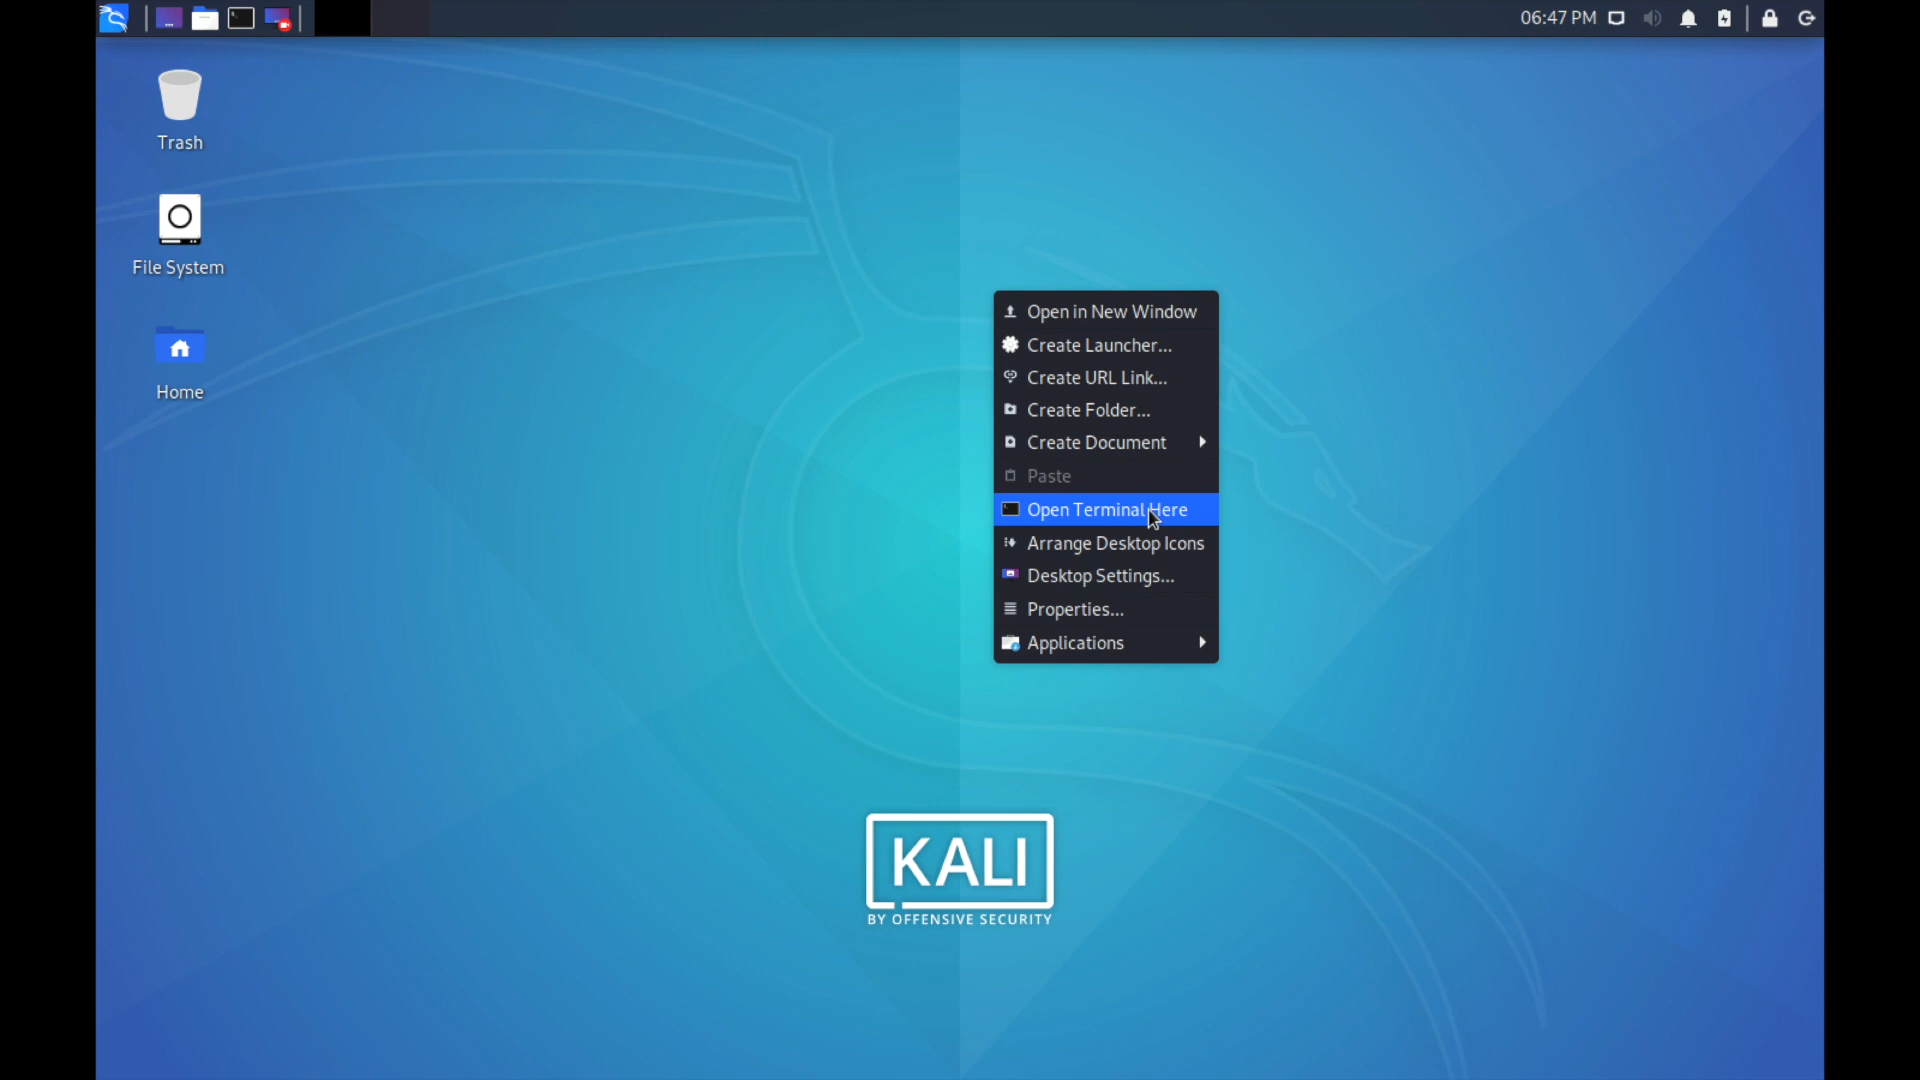 06:47 PM
Trash
File System
Home
Open in New Window
Create Launcher...
Create URL Link...
Create Folder...
Create Document
Paste
Open Terminal Here
Arrange Desktop Icons
Desktop Settings...
Properties...
Applications
KALI
BY OFFENSIVE SECURITY